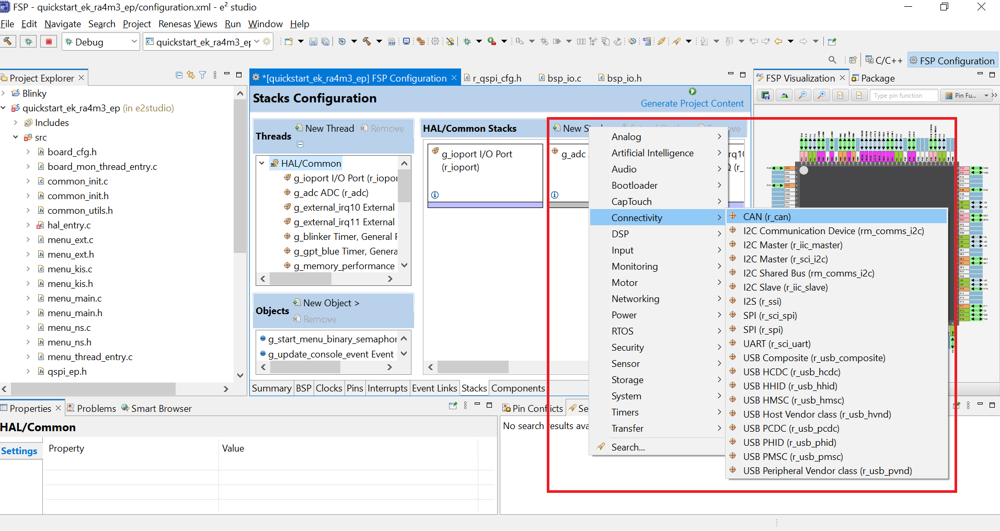 FSP - quickstart_ek_ra4m3_ep/configuration.xml - e² studio
File Edit Navigate Search Project Renesas Views Run Window Help
Debug
quickstart_ek_ra4m3_ep
C/C++
FSP Configuration
Project Explorer
Blinky
quickstart_ek_ra4m3_ep (in e2studio)
Includes
src
board_cfg.h
board_mon_thread_entry.c
common_init.c
common_init.h
common_utils.h
hal_entry.c
menu_ext.c
menu_ext.h
menu_kis.c
menu_kis.h
menu_main.c
menu_main.h
menu_ns.c
menu_ns.h
menu_thread_entry.c
qspi_ep.h
*[quickstart_ek_ra4m3_ep] FSP Configuration
r_qspi_cfg.h
bsp_io.c
bsp_io.h
Stacks Configuration
Generate Project Content
Threads
New Thread
Remove
HAL/Common
g_ioport I/O Port (r_iopor
g_adc ADC (r_adc)
g_external_irq10 External
g_external_irq11 External
g_blinker Timer, General P
g_gpt_blue Timer, Genera
g_memory_performance
Objects
New Object >
Remove
g_start_menu_binary_semaphor
g_update_console_event Event
HAL/Common Stacks
New St
g_ioport I/O Port
(r_ioport)
g_adc
Summary BSP Clocks Pins Interrupts Event Links Stacks Components
Analog
Artificial Intelligence
Audio
Bootloader
CapTouch
Connectivity
DSP
Input
Monitoring
Motor
Networking
Power
RTOS
Security
Sensor
Storage
System
Timers
Transfer
Search...
CAN (r_can)
I2C Communication Device (rm_comms_i2c)
I2C Master (r_iic_master)
I2C Master (r_sci_i2c)
I2C Shared Bus (rm_comms_i2c)
I2C Slave (r_iic_slave)
I2S (r_ssi)
SPI (r_sci_spi)
SPI (r_spi)
UART (r_sci_uart)
USB Composite (r_usb_composite)
USB HCDC (r_usb_hcdc)
USB HHID (r_usb_hhid)
USB HMSC (r_usb_hmsc)
USB Host Vendor class (r_usb_hvnd)
USB PCDC (r_usb_pcdc)
USB PHID (r_usb_phid)
USB PMSC (r_usb_pmsc)
USB Peripheral Vendor class (r_usb_pvnd)
FSP Visualization
Package
Type pin function
Pin Fu...
Properties
Problems
Smart Browser
HAL/Common
Settings
Property
Value
Pin Conflicts
Se
No search results ava